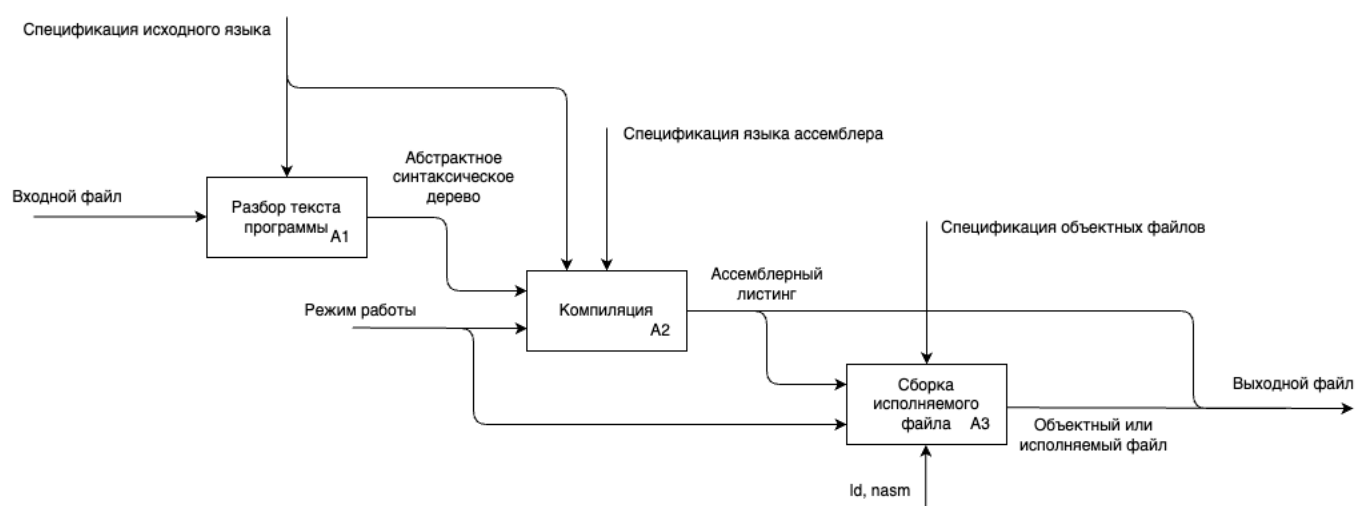 Спецификация исходного языка
Спецификация языка ассемблера
Абстрактное
синтаксическое
дерево
Входной файл
Разбор текста
программы
A1
Спецификация объектных файлов
Ассемблерный
листинг
Режим работы
Компиляция
A2
Сборка
исполняемого
файла
A3
Выходной файл
Объектный или
исполняемый файл
ld, nasm